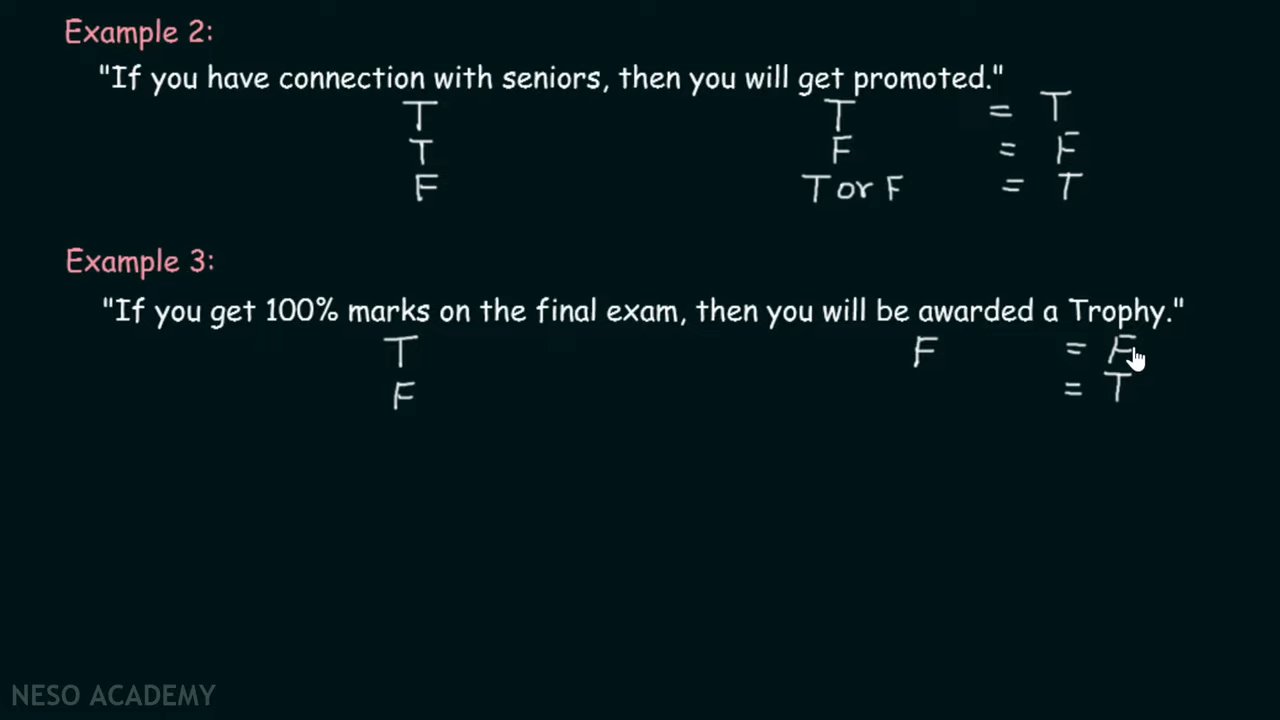 Example 2:
"If you have connection with seniors, then you will get promoted."
T T = T
T F = F
F T or F = T
Example 3:
"If you get 100% marks on the final exam, then you will be awarded a Trophy."
T F = F
F = T
NESO ACADEMY